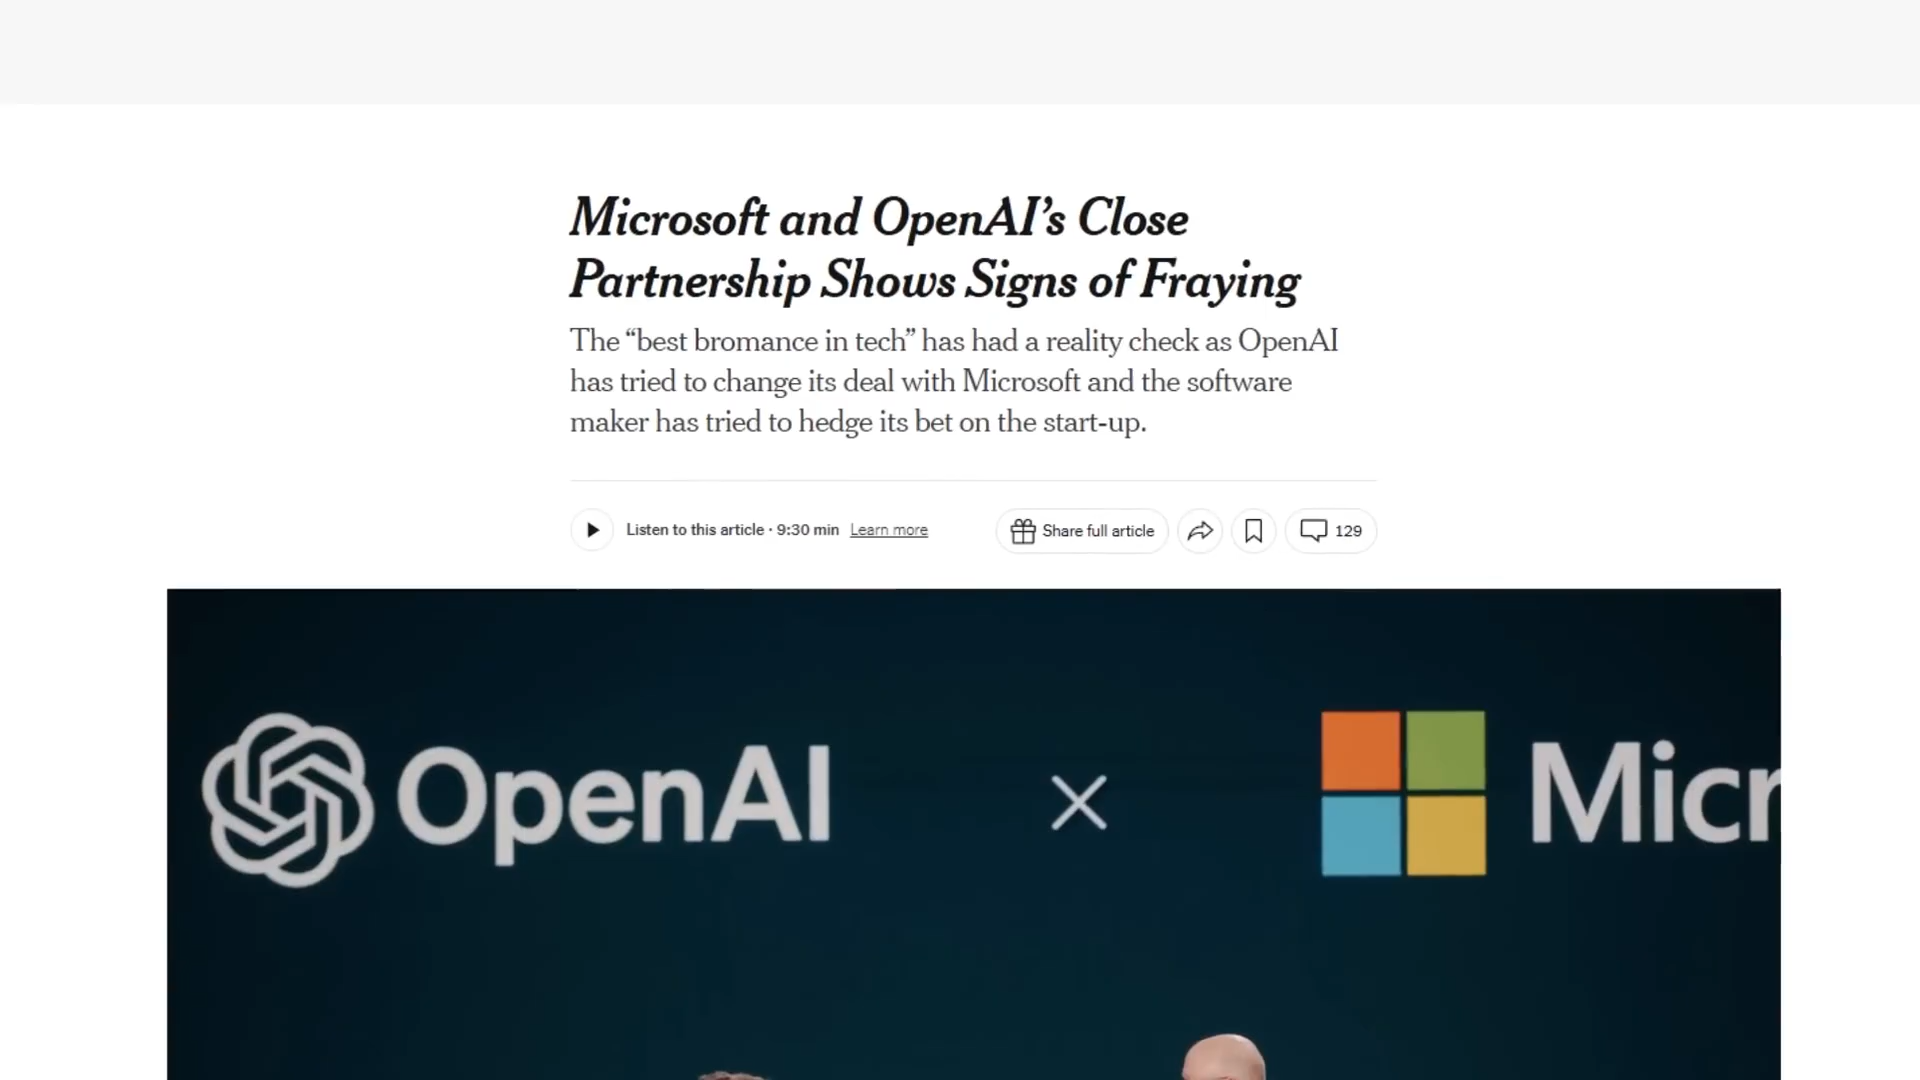 Microsoft and OpenAI’s Close
Partnership Shows Signs of Fraying
The “best bromance in tech” has had a reality check as OpenAI
has tried to change its deal with Microsoft and the software
maker has tried to hedge its bet on the start-up.
Listen to this article · 9:30 min Learn more
Share full article
129
OpenAI × Micr